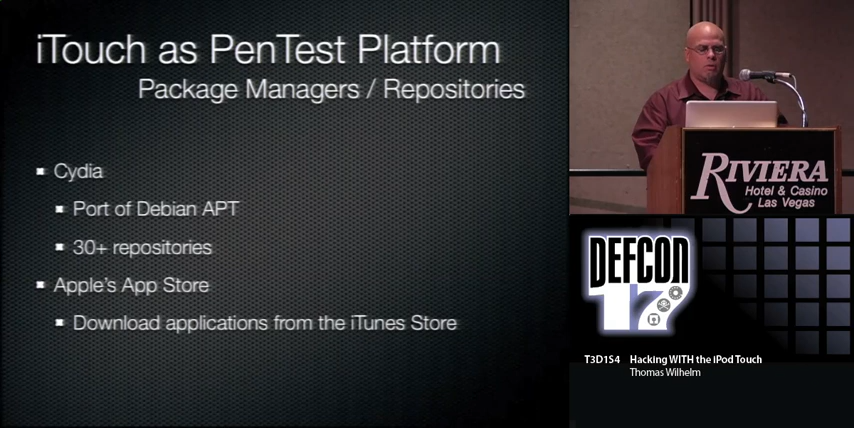 iTouch as PenTest Platform
Package Managers / Repositories
Cydia
Port of Debian APT
30+ repositories
Apple's App Store
Download applications from the iTunes Store
RIVIERA
Hotel & Casino
Las Vegas
DEFCON
17
T3D1S4 Hacking WITH the iPod Touch
Thomas Wilhelm